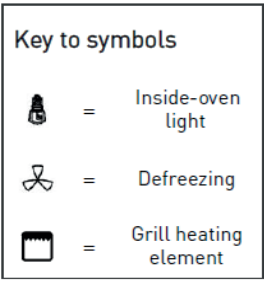 Key to symbols
= Inside-oven
light
= Defreezing
= Grill heating
element